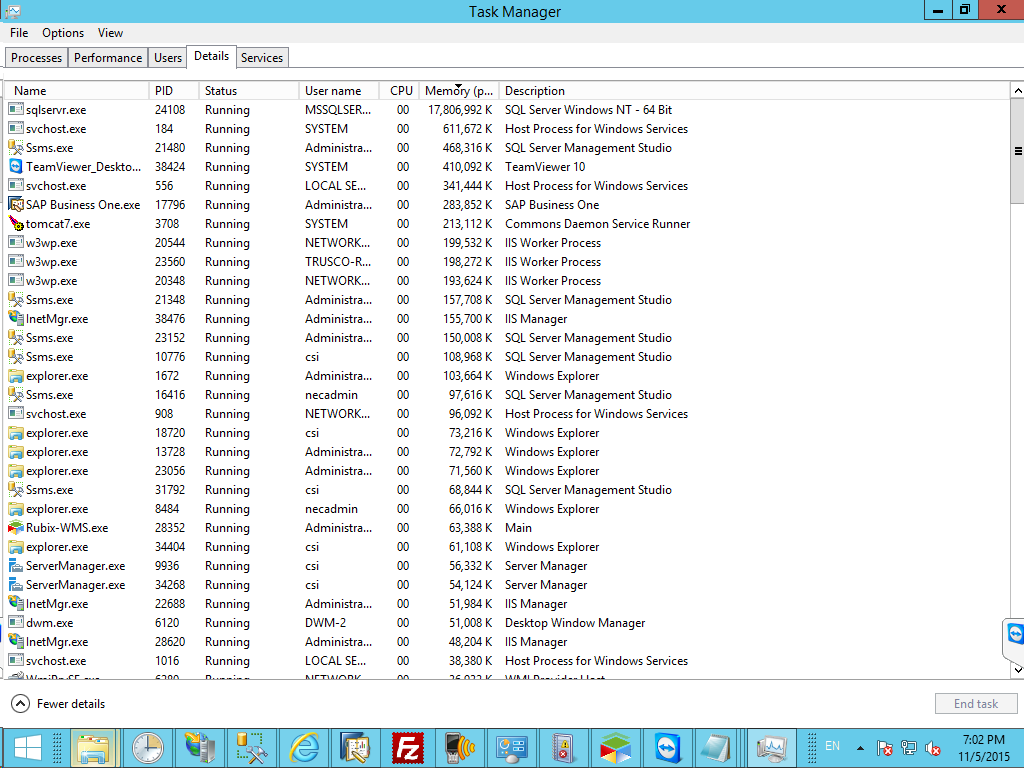 Task Manager
File Options View
Processes Performance Users Details Services
Name PID Status User name CPU Memory (p... Description
sqlservr.exe 24108 Running MSSQLSER... 00 17,806,992 K SQL Server Windows NT - 64 Bit
svchost.exe 184 Running SYSTEM 00 611,672 K Host Process for Windows Services
Ssms.exe 21480 Running Administra... 00 468,316 K SQL Server Management Studio
TeamViewer_Deskto... 38424 Running SYSTEM 00 410,092 K TeamViewer 10
svchost.exe 556 Running LOCAL SE... 00 341,444 K Host Process for Windows Services
SAP Business One.exe 17796 Running Administra... 00 283,852 K SAP Business One
tomcat7.exe 3708 Running SYSTEM 00 213,112 K Commons Daemon Service Runner
w3wp.exe 20544 Running NETWORK... 00 199,532 K IIS Worker Process
w3wp.exe 23560 Running TRUSCO-R... 00 198,272 K IIS Worker Process
w3wp.exe 20348 Running NETWORK... 00 193,624 K IIS Worker Process
Ssms.exe 21348 Running Administra... 00 157,708 K SQL Server Management Studio
InetMgr.exe 38476 Running Administra... 00 155,700 K IIS Manager
Ssms.exe 23152 Running Administra... 00 150,008 K SQL Server Management Studio
Ssms.exe 10776 Running csi 00 108,968 K SQL Server Management Studio
explorer.exe 1672 Running Administra... 00 103,664 K Windows Explorer
Ssms.exe 16416 Running necadmin 00 97,616 K SQL Server Management Studio
svchost.exe 908 Running NETWORK... 00 96,092 K Host Process for Windows Services
explorer.exe 18720 Running csi 00 73,216 K Windows Explorer
explorer.exe 13728 Running Administra... 00 72,792 K Windows Explorer
explorer.exe 23056 Running Administra... 00 71,560 K Windows Explorer
Ssms.exe 31792 Running csi 00 68,844 K SQL Server Management Studio
explorer.exe 8484 Running necadmin 00 66,016 K Windows Explorer
Rubix-WMS.exe 28352 Running Administra... 00 63,388 K Main
explorer.exe 34404 Running csi 00 61,108 K Windows Explorer
ServerManager.exe 9936 Running csi 00 56,332 K Server Manager
ServerManager.exe 34268 Running csi 00 54,124 K Server Manager
InetMgr.exe 22688 Running Administra... 00 51,984 K IIS Manager
dwm.exe 6120 Running DWM-2 00 51,008 K Desktop Window Manager
InetMgr.exe 28620 Running Administra... 00 48,204 K IIS Manager
svchost.exe 1016 Running LOCAL SE... 00 38,380 K Host Process for Windows Services
Running 00 WMI Provider Host
Fewer details End task
EN 7:02 PM
11/5/2015